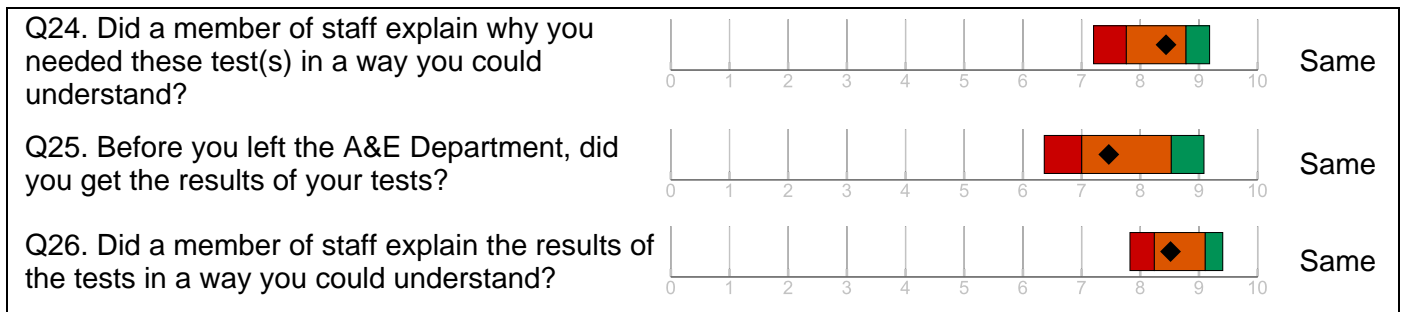 Q24. Did a member of staff explain why you
needed these test(s) in a way you could
understand?
0 1 2 3 4 5 6 7 8 9 10
Same
Q25. Before you left the A&E Department, did
you get the results of your tests?
0 1 2 3 4 5 6 7 8 9 10
Same
Q26. Did a member of staff explain the results of
the tests in a way you could understand?
0 1 2 3 4 5 6 7 8 9 10
Same